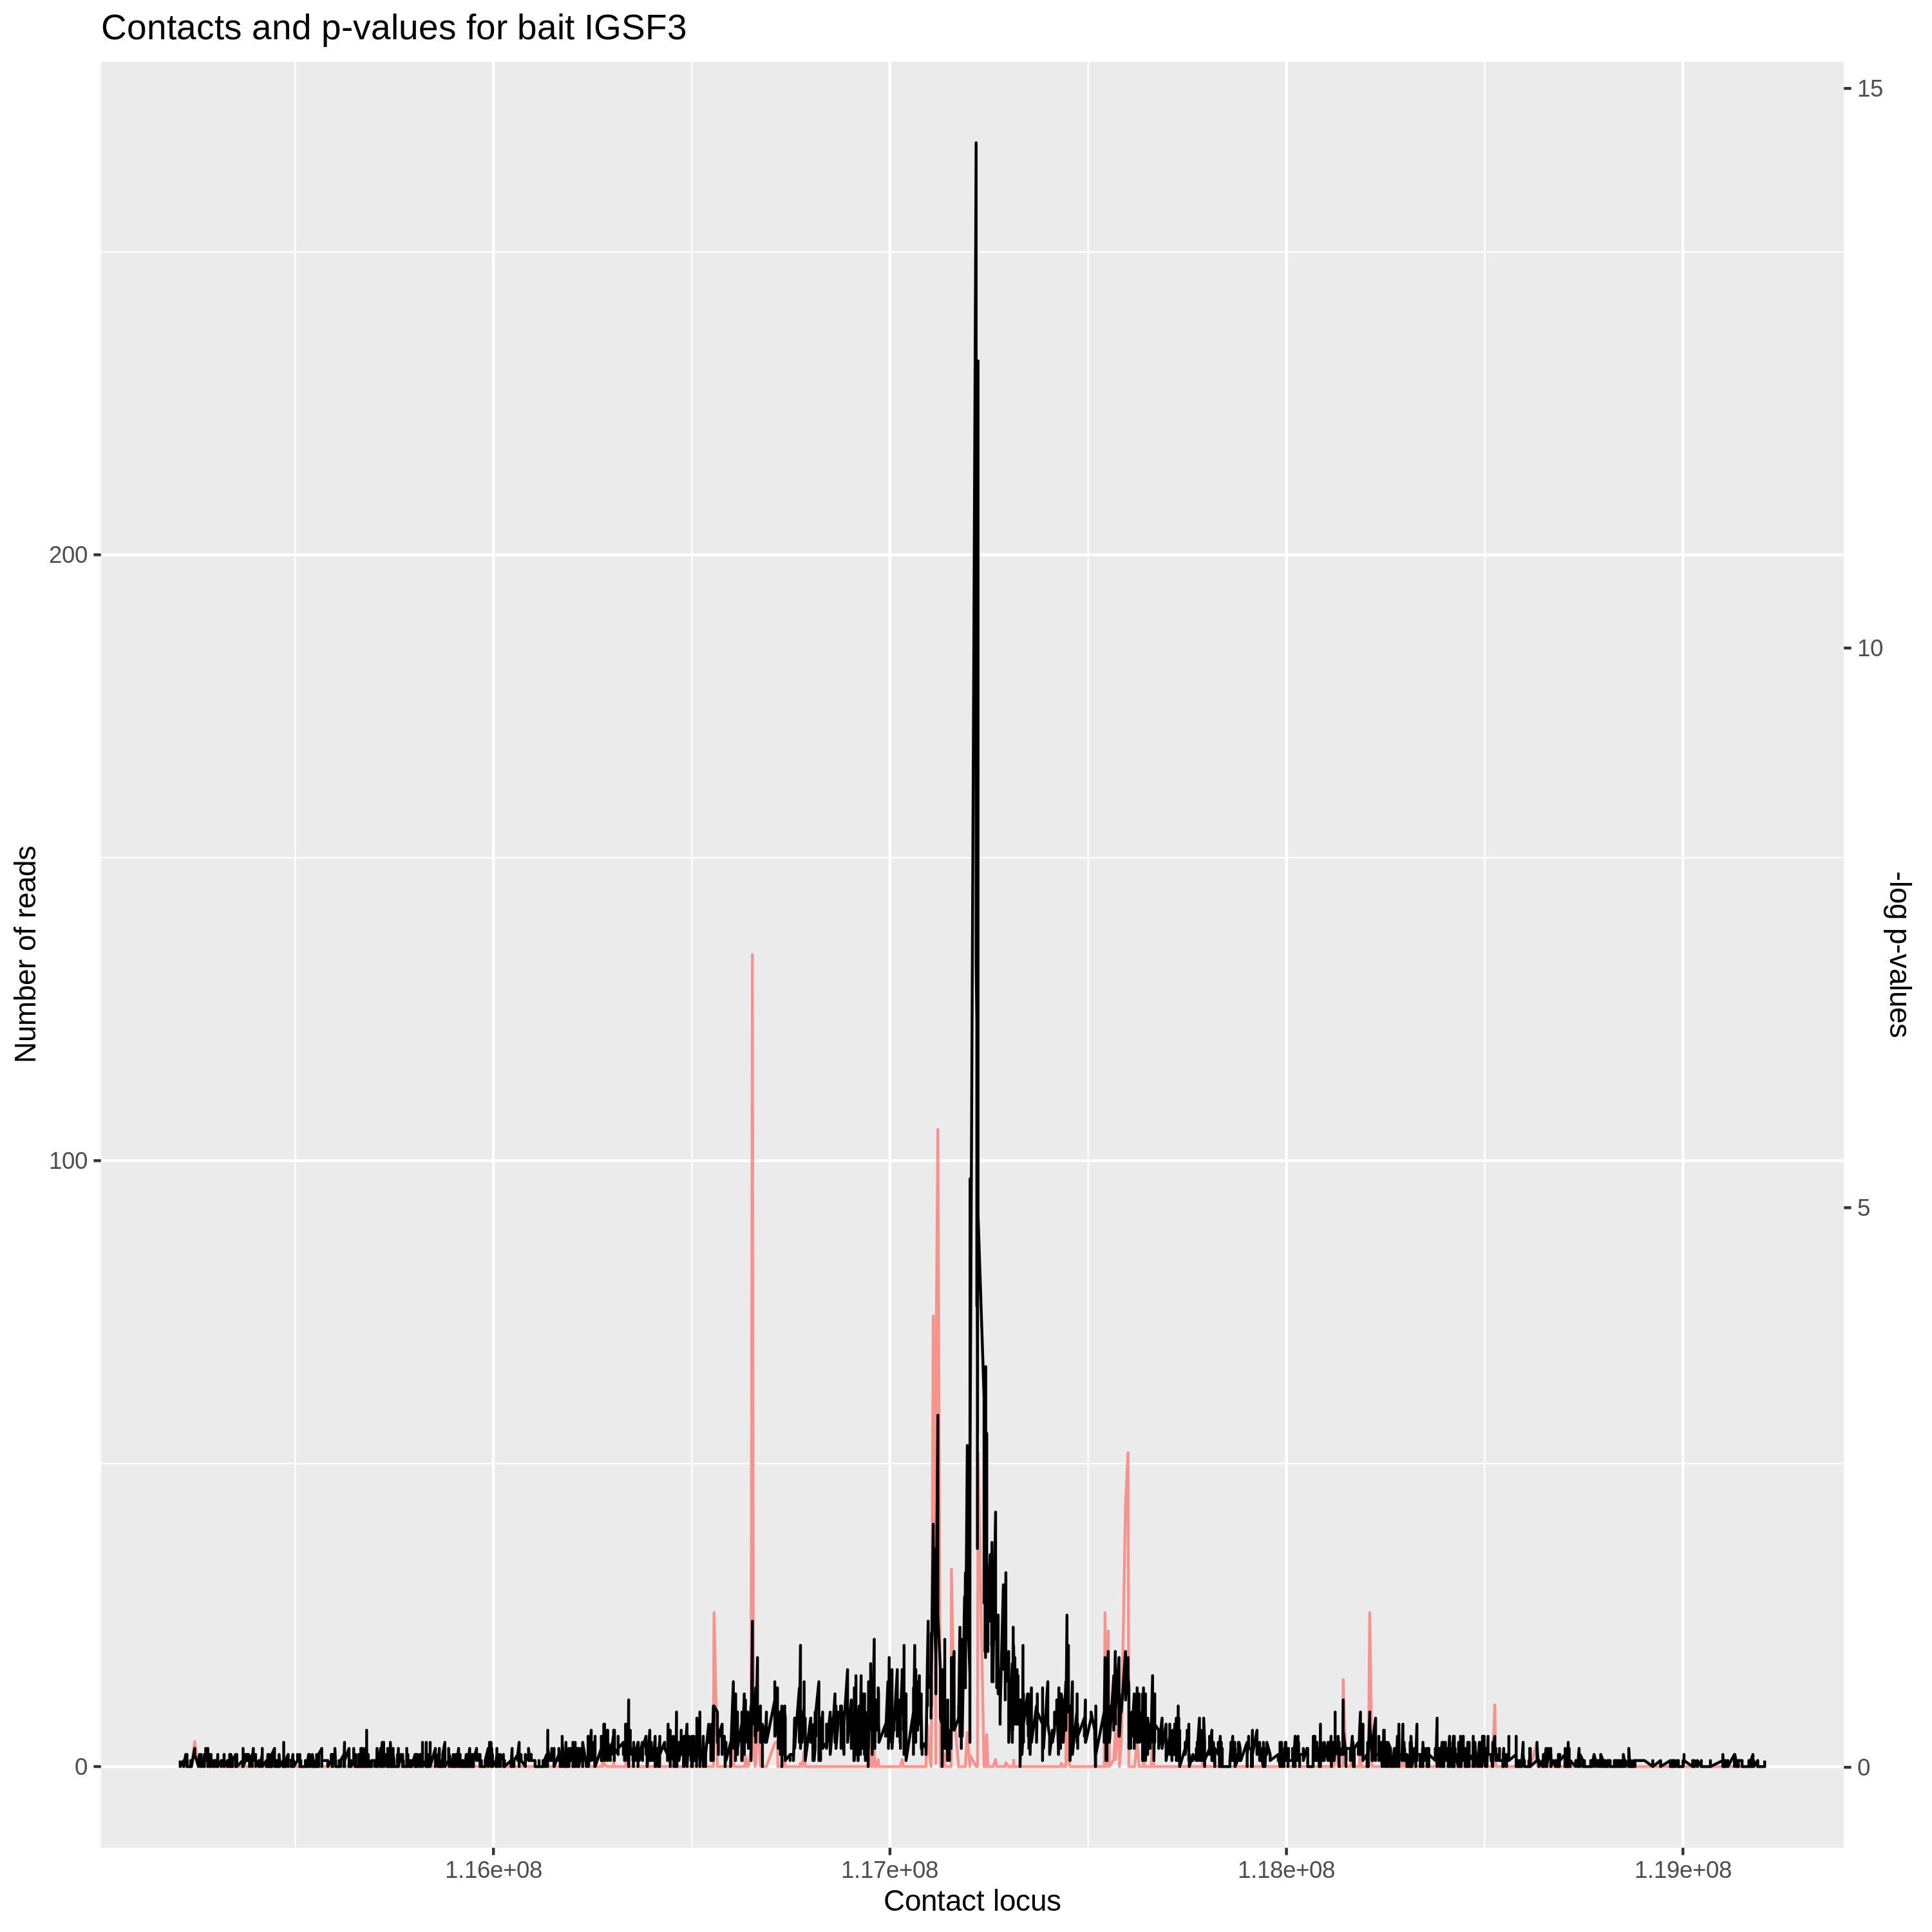 Contacts and p-values for bait IGSF3
15
200
10
Number of reads
-log p-values
100
5
0
0
1.16e+08
1.17e+08
1.18e+08
1.19e+08
Contact locus